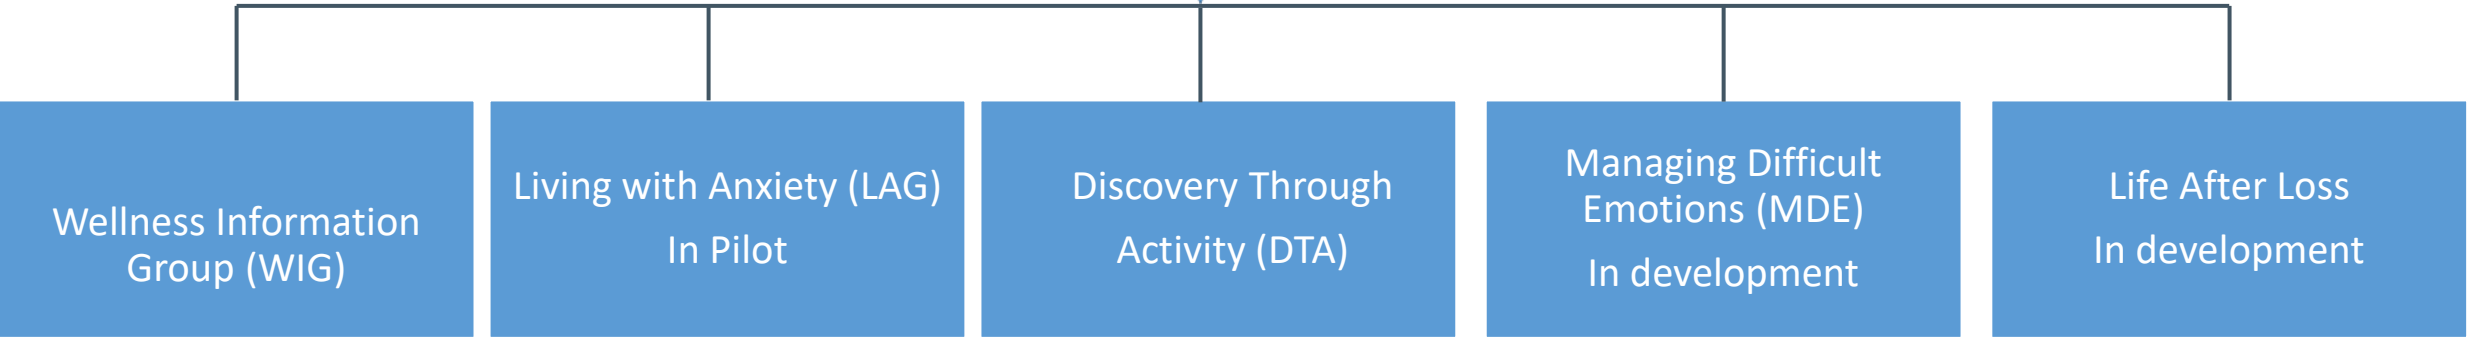 Wellness Information
Group (WIG)
Living with Anxiety (LAG)
In Pilot
Discovery Through
Activity (DTA)
Managing Difficult
Emotions (MDE)
In development
Life After Loss
In development